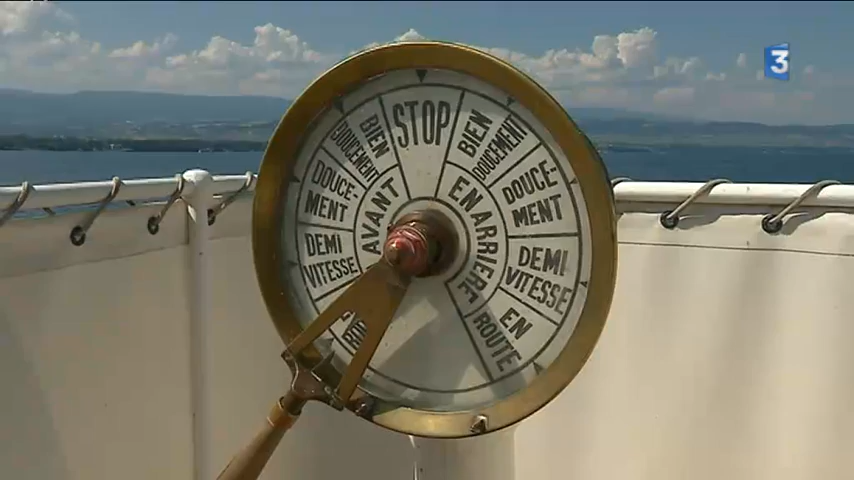 3
STOP
BIEN
DOUCEMENT
DOUCE-
MENT
DEMI
VITESSE
AVANT
BIEN
DOUCEMENT
DOUCE-
MENT
DEMI
VITESSE
EN
ROUTE
EN ARRIERE